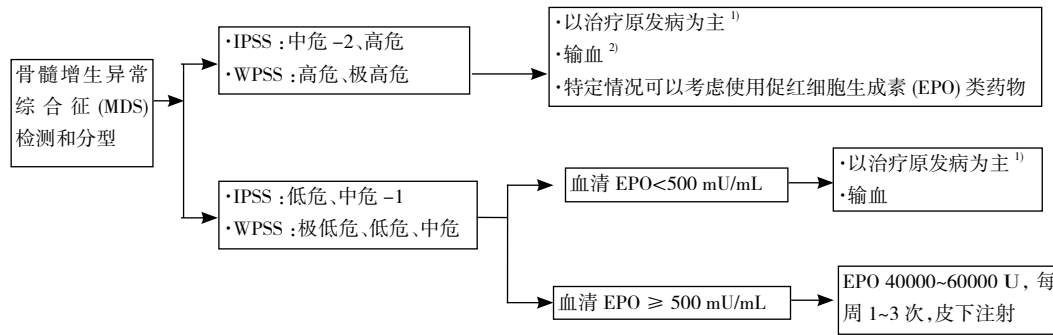 骨髓增生异常
综合征(MDS)
检测和分型
·IPSS：中危-2、高危
·WPSS：高危、极高危
·以治疗原发病为主 1)
·输血 2)
·特定情况可以考虑使用促红细胞生成素(EPO)类药物
·IPSS：低危、中危-1
·WPSS：极低危、低危、中危
血清 EPO<500 mU/mL
·以治疗原发病为主 1)
·输血
血清 EPO ≥ 500 mU/mL
EPO 40000~60000 U，每
周 1~3 次，皮下注射